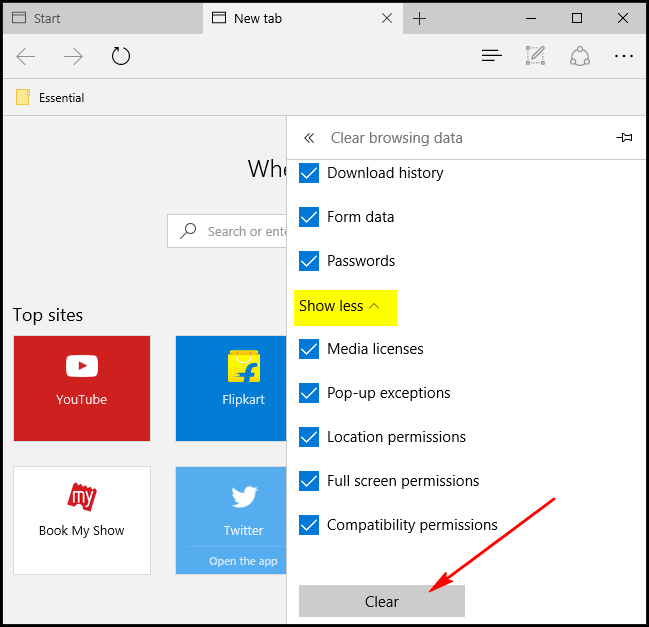 Start
New tab
Essential
Clear browsing data
Whe
Search or ente
Download history
Form data
Passwords
Show less
Media licenses
Pop-up exceptions
Location permissions
Full screen permissions
Compatibility permissions
Clear
Top sites
YouTube
Flipkart
my
Book My Show
Twitter
Open the app